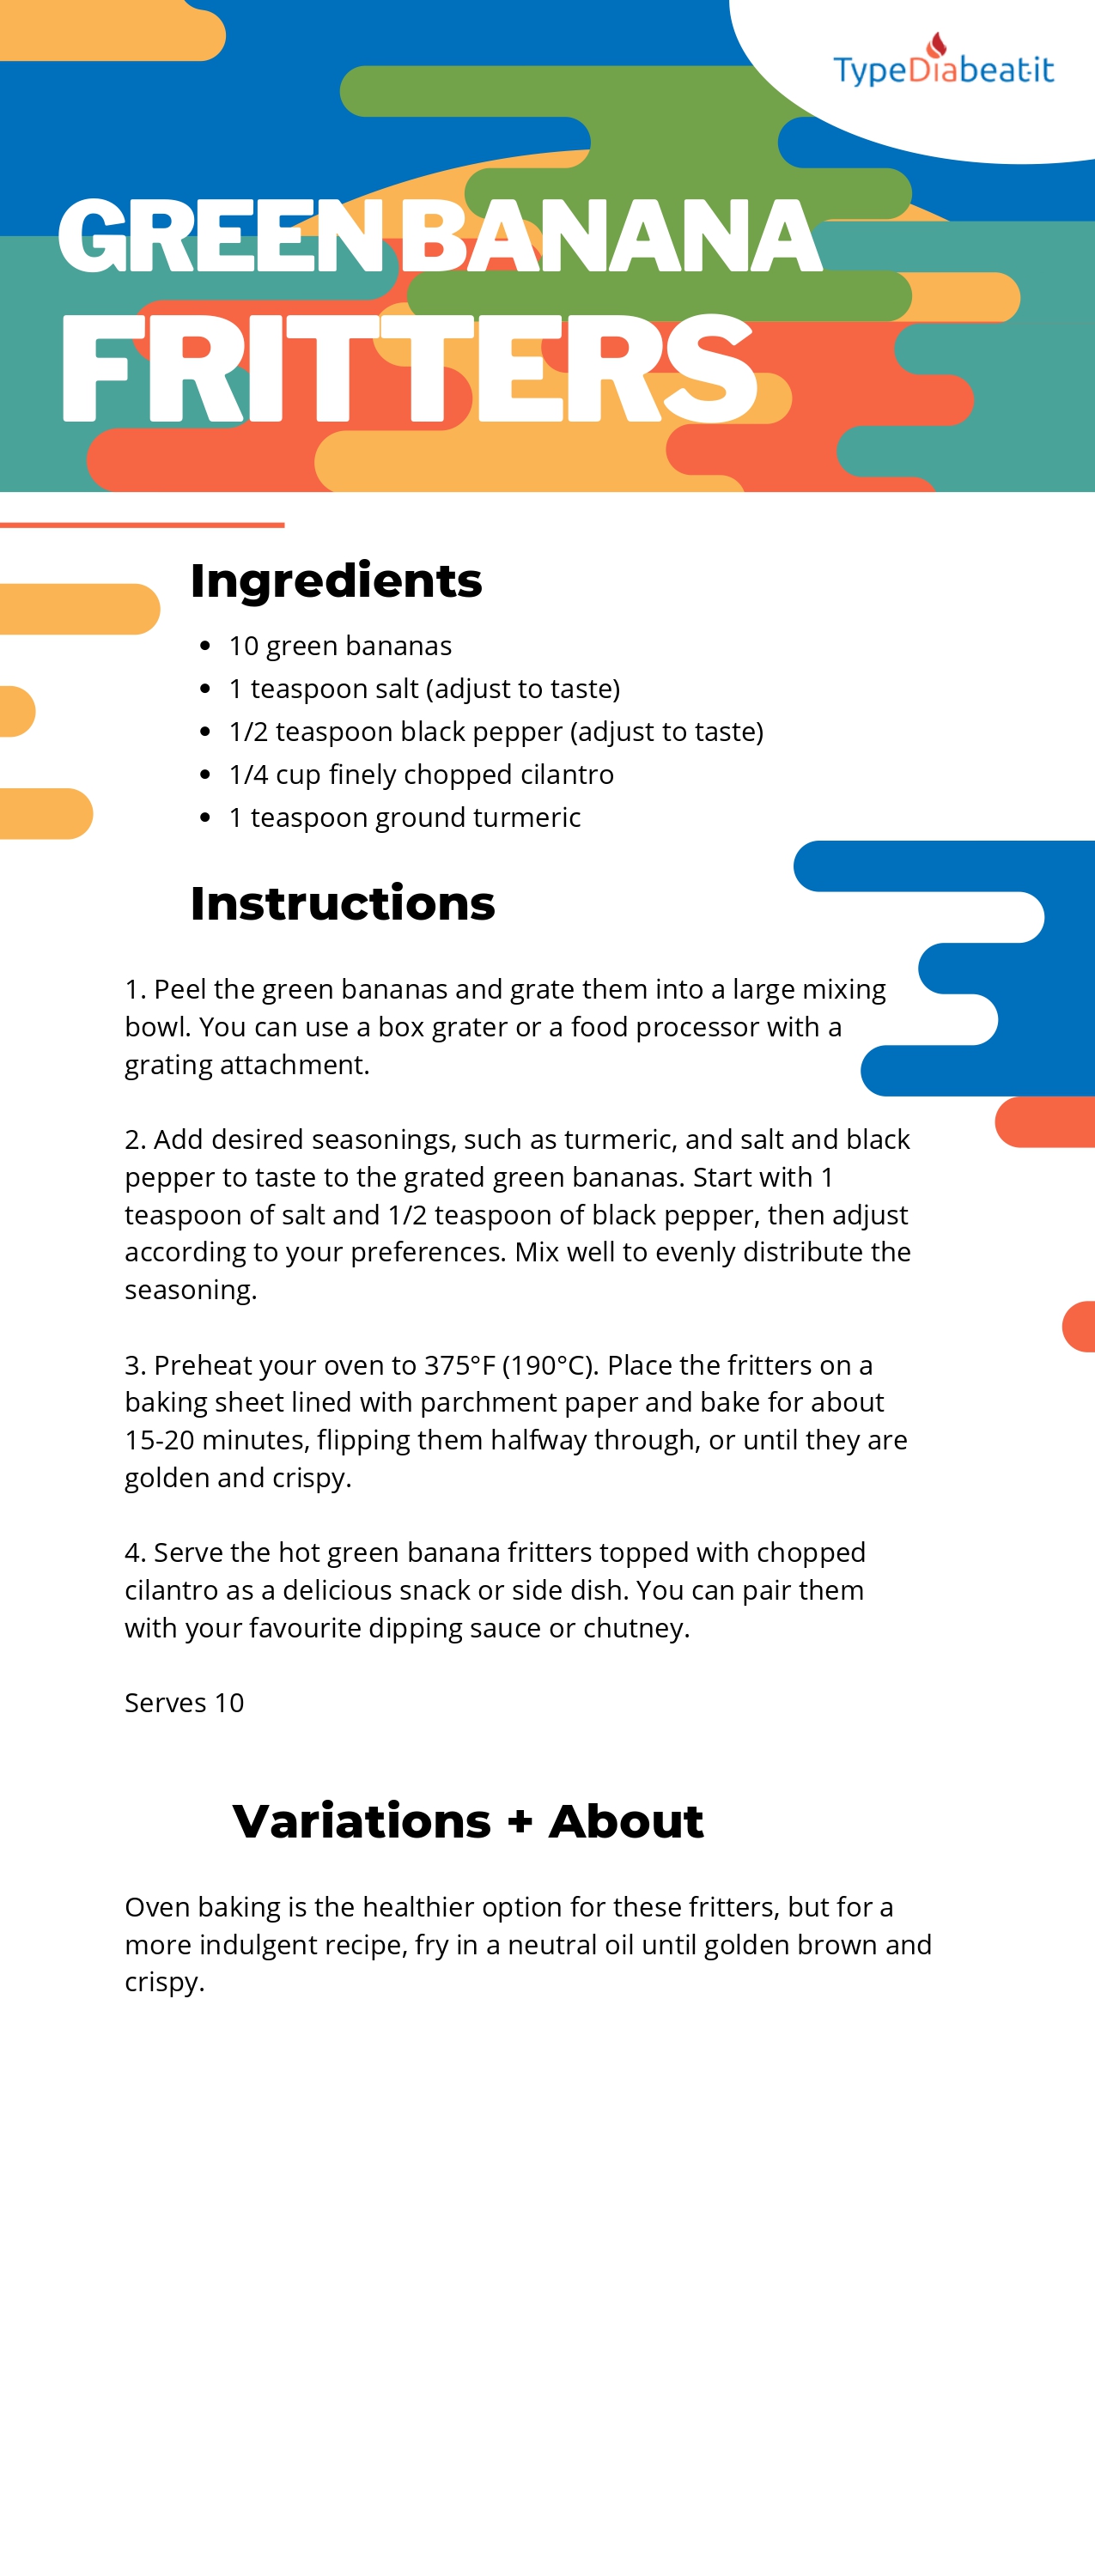 TypeDiabeat:it
GREEN BANANA
FRITTERS
Ingredients
• 10 green bananas
• 1 teaspoon salt (adjust to taste)
• 1/2 teaspoon black pepper (adjust to taste)
• 1/4 cup finely chopped cilantro
• 1 teaspoon ground turmeric
Instructions
1. Peel the green bananas and grate them into a large mixing
bowl. You can use a box grater or a food processor with a
grating attachment.
2. Add desired seasonings, such as turmeric, and salt and black
pepper to taste to the grated green bananas. Start with 1
teaspoon of salt and 1/2 teaspoon of black pepper, then adjust
according to your preferences. Mix well to evenly distribute the
seasoning.
3. Preheat your oven to 375°F (190°C). Place the fritters on a
baking sheet lined with parchment paper and bake for about
15-20 minutes, flipping them halfway through, or until they are
golden and crispy.
4. Serve the hot green banana fritters topped with chopped
cilantro as a delicious snack or side dish. You can pair them
with your favourite dipping sauce or chutney.
Serves 10
Variations + About
Oven baking is the healthier option for these fritters, but for a
more indulgent recipe, fry in a neutral oil until golden brown and
crispy.